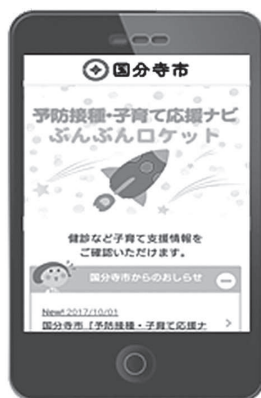 国分寺市
予防接種・子育て応援ナビ
ぶんぶんロケット
健診など子育て支援情報を
ご確認いただけます。
国分寺市からのおしらせ
New! 2017/10/01
国分寺市「予防接種・子育て応援ナ